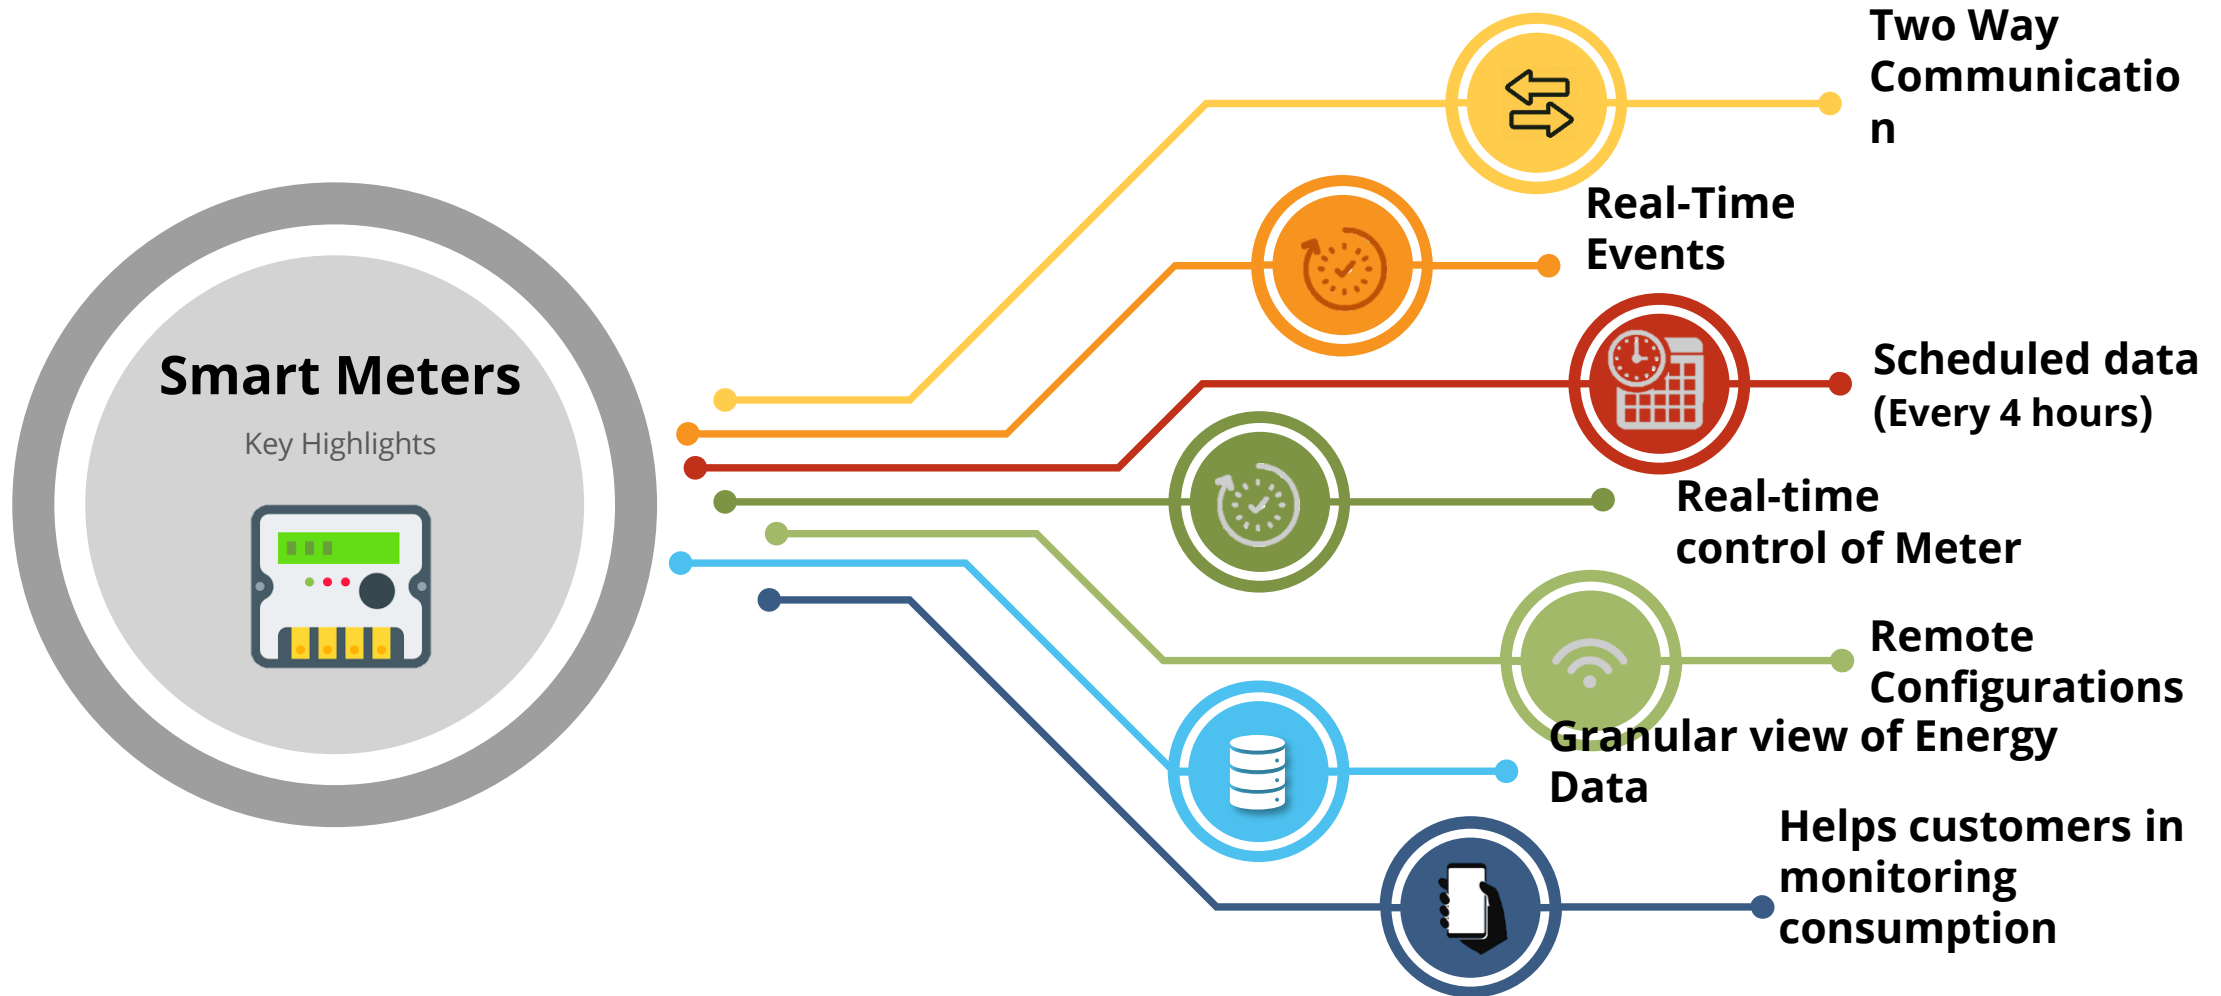 Smart Meters
Key Highlights
Two Way
Communicatio
n
Real-Time
Events
Scheduled data
(Every 4 hours)
Real-time
control of Meter
Remote
Configurations
Granular view of Energy
Data
Helps customers in
monitoring
consumption